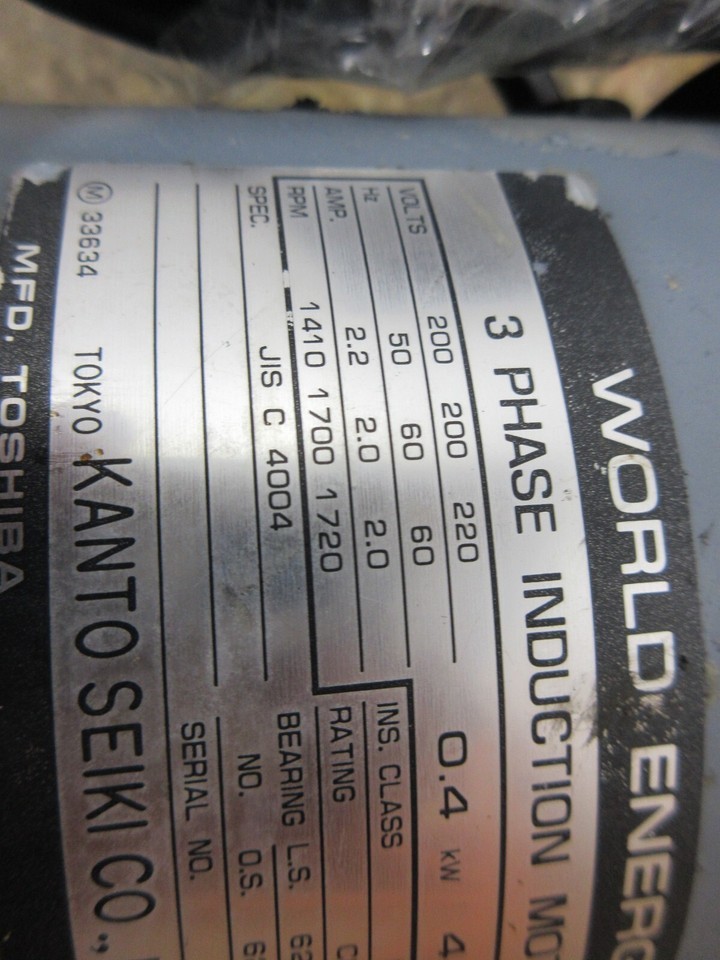 WORLD ENERG
3 PHASE INDUCTION MO
VOLTS 200 200 220
0.4 kW 4
Hz 50 60 60
AMP. 2.2 2.0 2.0
INS. CLASS
RPM 1410 1700 1720
RATING C
SPEC. JIS C 4004
BEARING L.S. 62
NO. O.S. 6
SERIAL NO.
Ⓜ 33634 TOKYO KANTO SEIKI CO.,
MFD. TOSHIBA